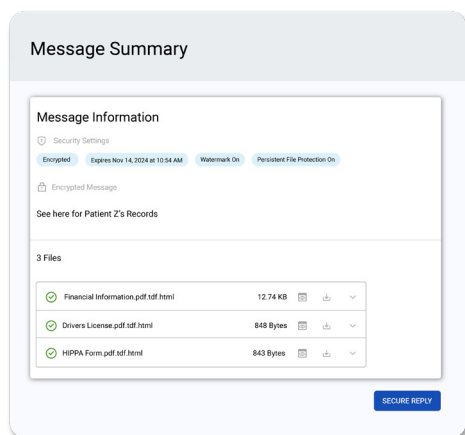 Message Summary
Message Information
Security Settings
Encrypted Expires Nov 14, 2024 at 10:54 AM Watermark On Persistent File Protection On
Encrypted Message
See here for Patient Z's Records
3 Files
Financial Information.pdf.tdf.html 12.74 KB
Drivers License.pdf.tdf.html 848 Bytes
HIPPA Form.pdf.tdf.html 843 Bytes
SECURE REPLY